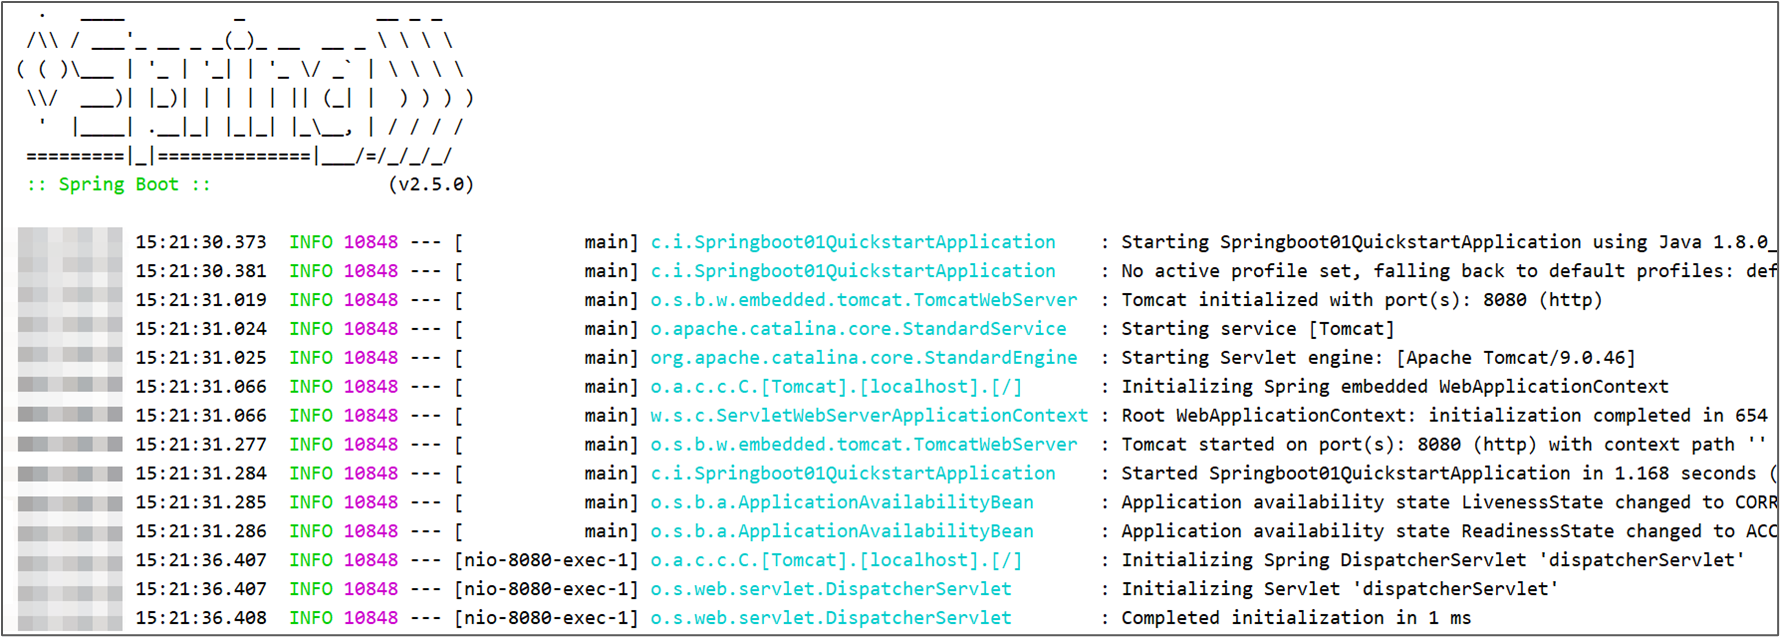 .   ____          _            __ _ _
 /\\ / ___'_ __ _ _(_)_ __  __ _ \ \ \ \
( ( )\___ | '_ | '_| | '_ \/ _` | \ \ \ \
 \\/  ___)| |_)| | | | | || (_| |  ) ) ) )
  '  |____| .__|_| |_|_| |_\__, | / / / /
 =========|_|==============|___/=/_/_/_/
 :: Spring Boot ::                (v2.5.0)
15:21:30.373  INFO 10848 --- [           main] c.i.Springboot01QuickstartApplication    : Starting Springboot01QuickstartApplication using Java 1.8.0_
15:21:30.381  INFO 10848 --- [           main] c.i.Springboot01QuickstartApplication    : No active profile set, falling back to default profiles: def
15:21:31.019  INFO 10848 --- [           main] o.s.b.w.embedded.tomcat.TomcatWebServer  : Tomcat initialized with port(s): 8080 (http)
15:21:31.024  INFO 10848 --- [           main] o.apache.catalina.core.StandardService   : Starting service [Tomcat]
15:21:31.025  INFO 10848 --- [           main] org.apache.catalina.core.StandardEngine  : Starting Servlet engine: [Apache Tomcat/9.0.46]
15:21:31.066  INFO 10848 --- [           main] o.a.c.c.C.[Tomcat].[localhost].[/]       : Initializing Spring embedded WebApplicationContext
15:21:31.066  INFO 10848 --- [           main] w.s.c.ServletWebServerApplicationContext : Root WebApplicationContext: initialization completed in 654
15:21:31.277  INFO 10848 --- [           main] o.s.b.w.embedded.tomcat.TomcatWebServer  : Tomcat started on port(s): 8080 (http) with context path ''
15:21:31.284  INFO 10848 --- [           main] c.i.Springboot01QuickstartApplication    : Started Springboot01QuickstartApplication in 1.168 seconds (
15:21:31.285  INFO 10848 --- [           main] o.s.b.a.ApplicationAvailabilityBean      : Application availability state LivenessState changed to CORR
15:21:31.286  INFO 10848 --- [           main] o.s.b.a.ApplicationAvailabilityBean      : Application availability state ReadinessState changed to ACC
15:21:36.407  INFO 10848 --- [nio-8080-exec-1] o.a.c.c.C.[Tomcat].[localhost].[/]       : Initializing Spring DispatcherServlet 'dispatcherServlet'
15:21:36.407  INFO 10848 --- [nio-8080-exec-1] o.s.web.servlet.DispatcherServlet        : Initializing Servlet 'dispatcherServlet'
15:21:36.408  INFO 10848 --- [nio-8080-exec-1] o.s.web.servlet.DispatcherServlet        : Completed initialization in 1 ms